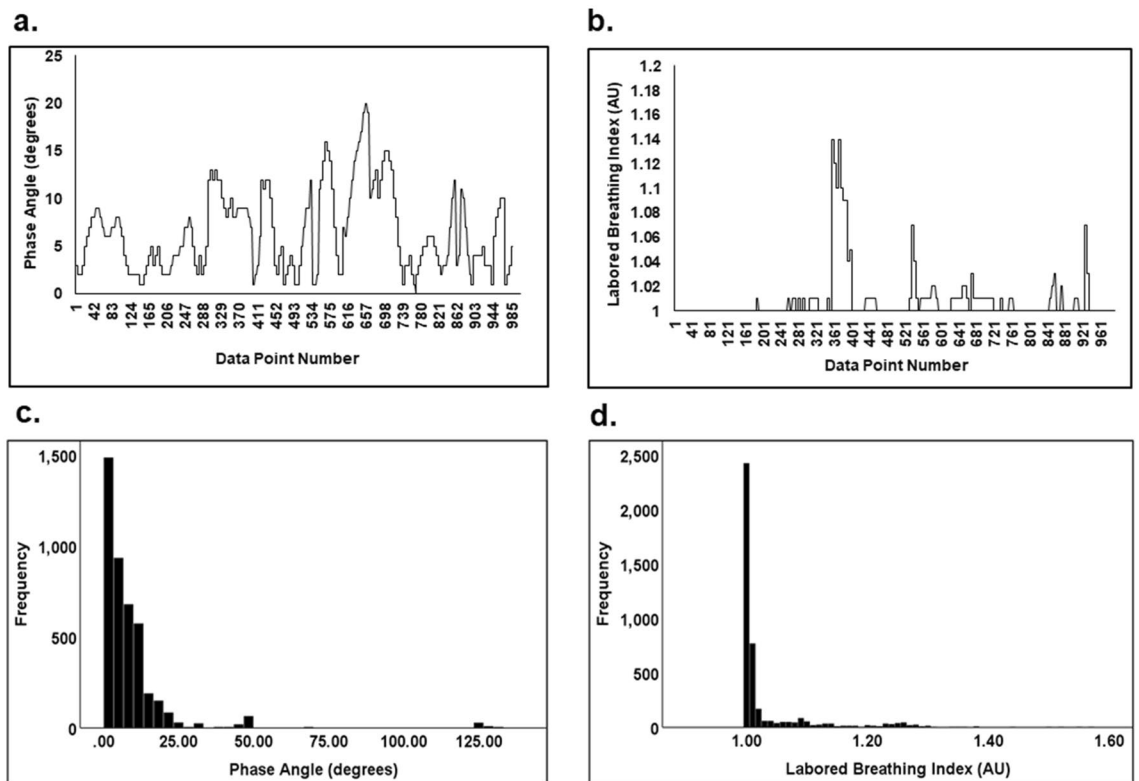 a.
25
20
15
10
5
0
Phase Angle (degrees)
1 42 83 124 165 206 247 288 329 370 411 452 493 534 575 616 657 698 739 780 821 862 903 944 985
Data Point Number
b.
1.2
1.18
1.16
1.14
1.12
1.1
1.08
1.06
1.04
1.02
1
Labored Breathing Index (AU)
1 41 81 121 161 201 241 281 321 361 401 441 481 521 561 601 641 681 721 761 801 841 881 921 961
Data Point Number
c.
1,500
1,000
500
0
Frequency
.00 25.00 50.00 75.00 100.00 125.00
Phase Angle (degrees)
d.
2,500
2,000
1,500
1,000
500
0
Frequency
1.00 1.20 1.40 1.60
Labored Breathing Index (AU)